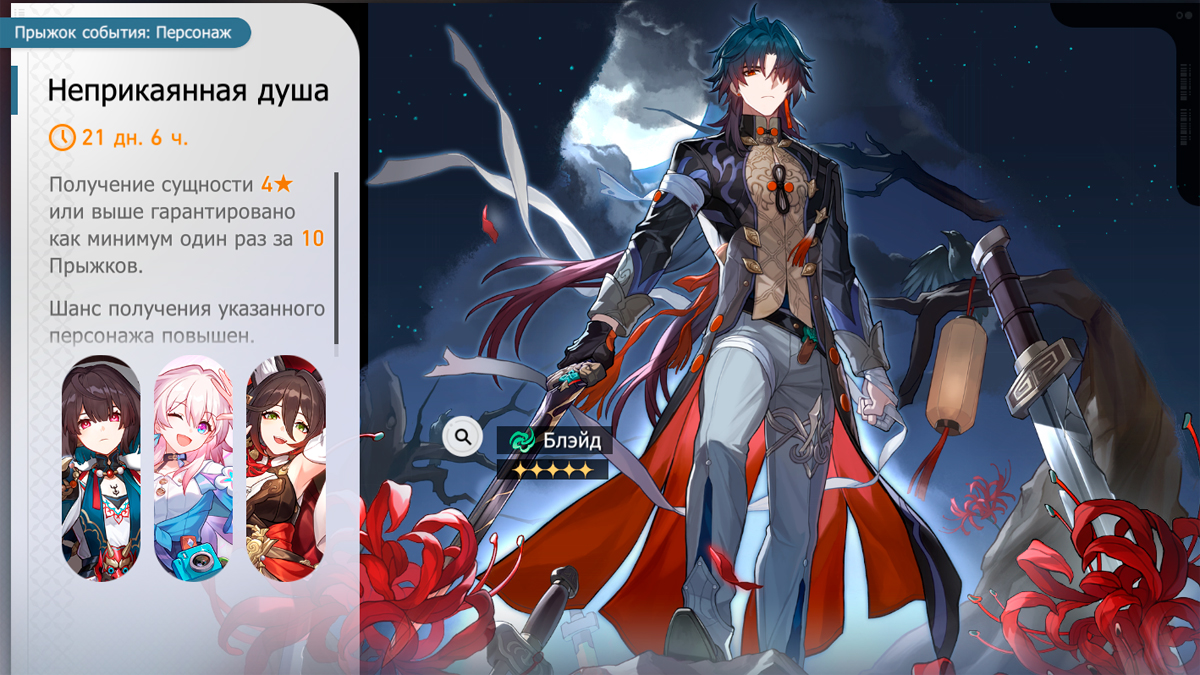 Прыжок события: Персонаж
Неприкаянная душа
21 дн. 6 ч.
Получение сущности 4★
или выше гарантировано
как минимум один раз за 10
Прыжков.
Шанс получения указанного
персонажа повышен.
Блэйд